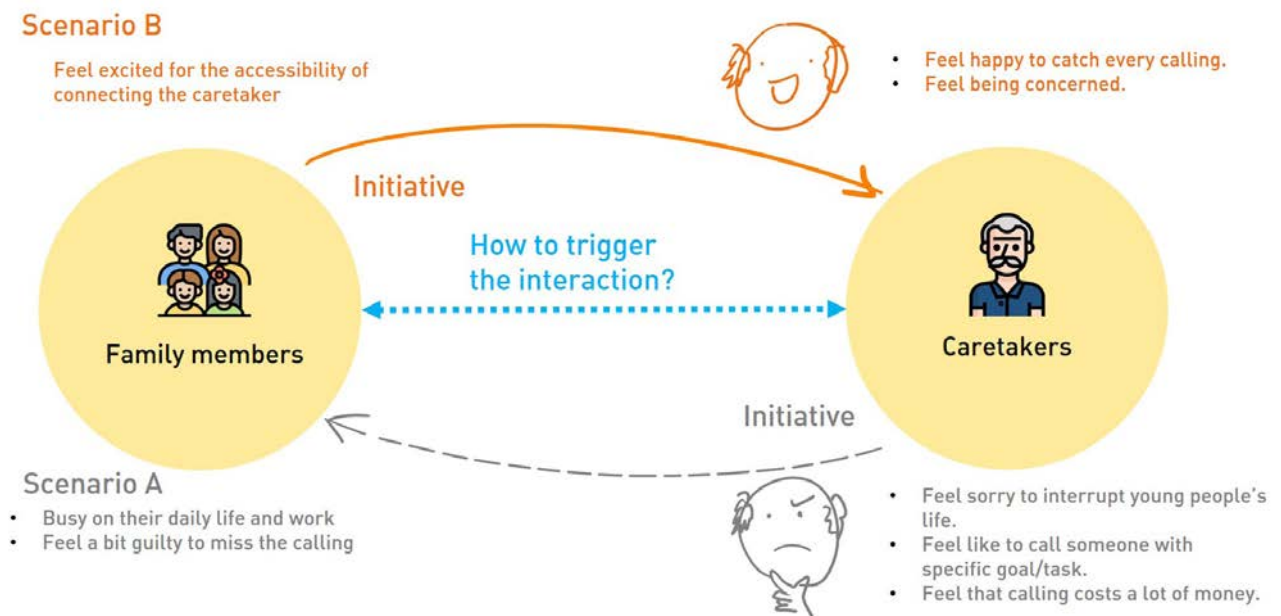 Scenario B
Feel excited for the accessibility of
connecting the caretaker
• Feel happy to catch every calling.
• Feel being concerned.
Initiative
How to trigger
the interaction?
Family members
Caretakers
Initiative
Scenario A
• Busy on their daily life and work
• Feel a bit guilty to miss the calling
• Feel sorry to interrupt young people's
life.
• Feel like to call someone with
specific goal/task.
• Feel that calling costs a lot of money.